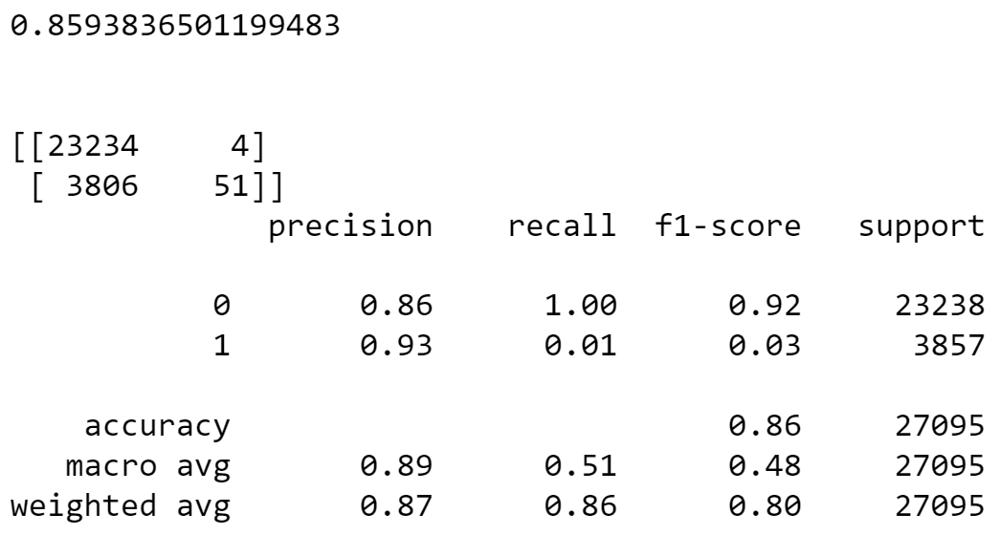 0.8593836501199483
[[23234     4]
 [ 3806    51]]
              precision    recall  f1-score   support
           0       0.86      1.00      0.92     23238
           1       0.93      0.01      0.03      3857
    accuracy                           0.86     27095
   macro avg       0.89      0.51      0.48     27095
weighted avg       0.87      0.86      0.80     27095